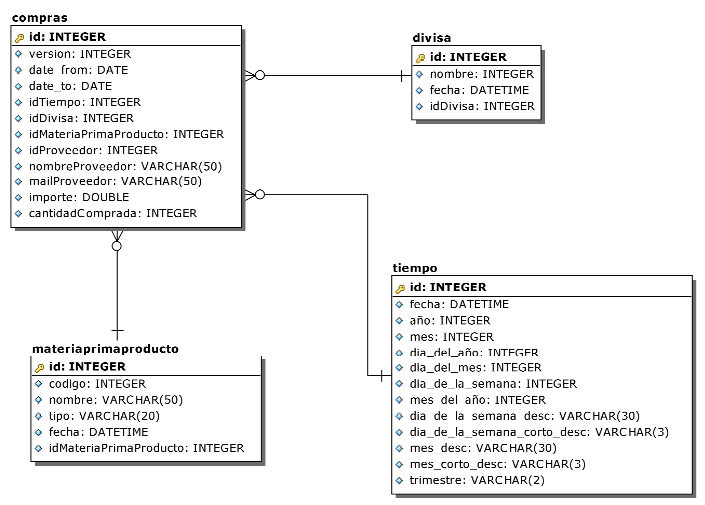 compras
id: INTEGER
version: INTEGER
date_from: DATE
date_to: DATE
idTiempo: INTEGER
idDivisa: INTEGER
idMateriaPrimaProducto: INTEGER
idProveedor: INTEGER
nombreProveedor: VARCHAR(50)
mailProveedor: VARCHAR(50)
importe: DOUBLE
cantidadComprada: INTEGER
divisa
id: INTEGER
nombre: INTEGER
fecha: DATETIME
idDivisa: INTEGER
materiaprimaproducto
id: INTEGER
codigo: INTEGER
nombre: VARCHAR(50)
tipo: VARCHAR(20)
fecha: DATETIME
idMateriaPrimaProducto: INTEGER
tiempo
id: INTEGER
fecha: DATETIME
año: INTEGER
mes: INTEGER
dia_del_año: INTEGER
dia_del_mes: INTEGER
dia_de_la_semana: INTEGER
mes_del_año: INTEGER
dia_de_la_semana_desc: VARCHAR(30)
dia_de_la_semana_corto_desc: VARCHAR(3)
mes_desc: VARCHAR(30)
mes_corto_desc: VARCHAR(3)
trimestre: VARCHAR(2)